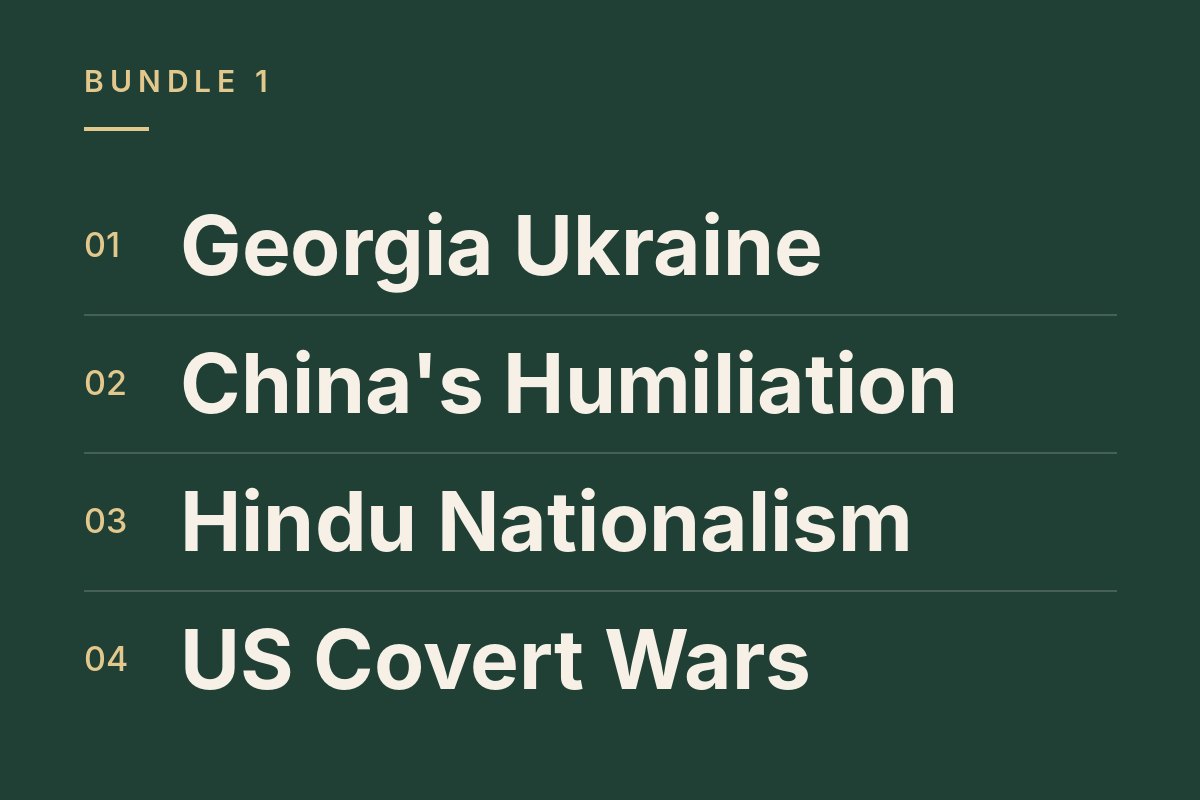 BUNDLE 1
01 Georgia Ukraine
02 China's Humiliation
03 Hindu Nationalism
04 US Covert Wars